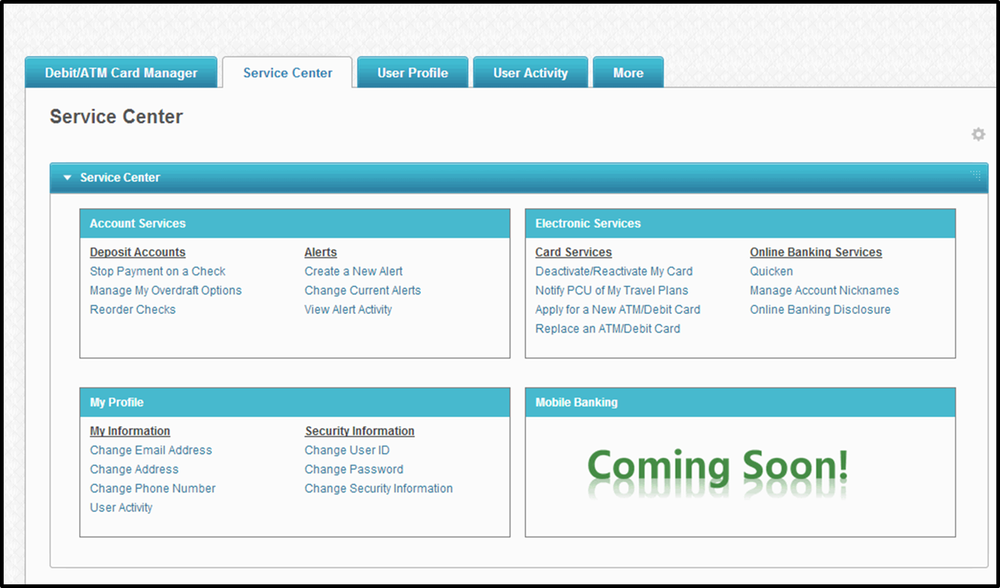 Debit/ATM Card Manager
Service Center
User Profile
User Activity
More
Service Center
Service Center
Account Services
Deposit Accounts
Stop Payment on a Check
Manage My Overdraft Options
Reorder Checks
Alerts
Create a New Alert
Change Current Alerts
View Alert Activity
Electronic Services
Card Services
Deactivate/Reactivate My Card
Notify PCU of My Travel Plans
Apply for a New ATM/Debit Card
Replace an ATM/Debit Card
Online Banking Services
Quicken
Manage Account Nicknames
Online Banking Disclosure
My Profile
My Information
Change Email Address
Change Address
Change Phone Number
User Activity
Security Information
Change User ID
Change Password
Change Security Information
Mobile Banking
Coming Soon!